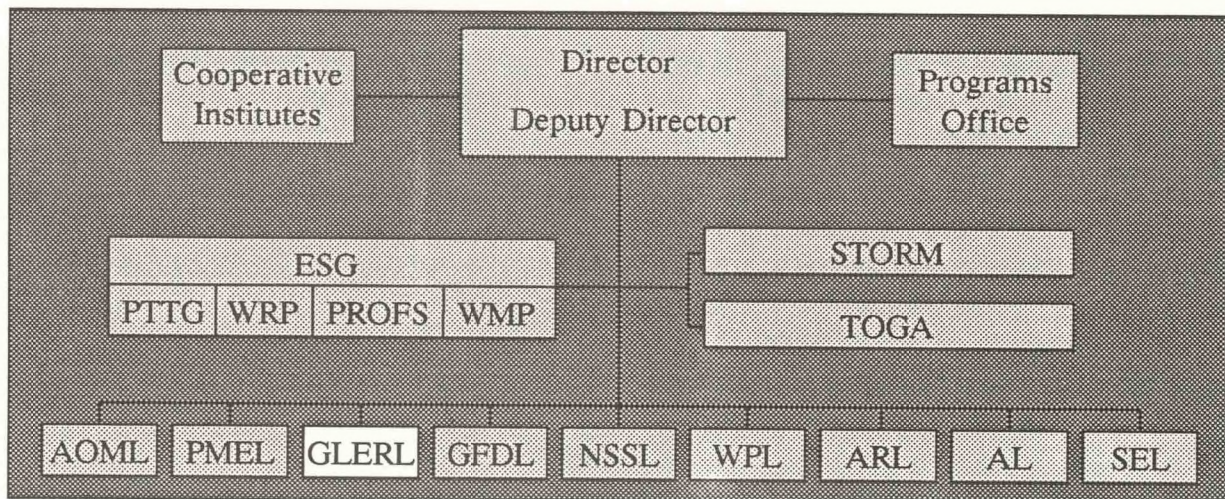 Cooperative
Institutes
Director
Deputy Director
Programs
Office
ESG
PTTG WRP PROFS WMP
STORM
TOGA
AOML PMEL GLERL GFDL NSSL WPL ARL AL SEL